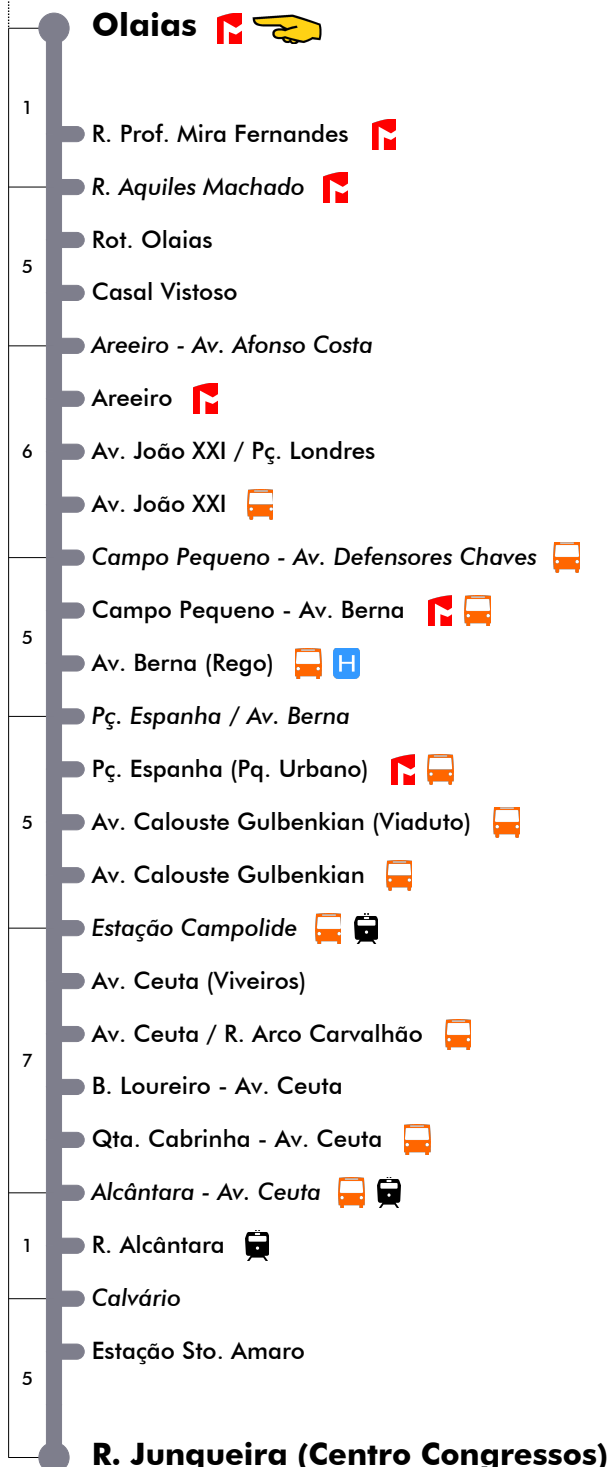 Olaias
1
R. Prof. Mira Fernandes
R. Aquiles Machado
Rot. Olaias
5
Casal Vistoso
Areeiro - Av. Afonso Costa
Areeiro
6
Av. João XXI / Pç. Londres
Av. João XXI
Campo Pequeno - Av. Defensores Chaves
Campo Pequeno - Av. Berna
5
Av. Berna (Rego)
H
Pç. Espanha / Av. Berna
Pç. Espanha (Pq. Urbano)
5
Av. Calouste Gulbenkian (Viaduto)
Av. Calouste Gulbenkian
Estação Campolide
Av. Ceuta (Viveiros)
Av. Ceuta / R. Arco Carvalhão
7
B. Loureiro - Av. Ceuta
Qta. Cabrinha - Av. Ceuta
Alcântara - Av. Ceuta
1
R. Alcântara
Calvário
Estação Sto. Amaro
5
R. Junqueira (Centro Congressos)